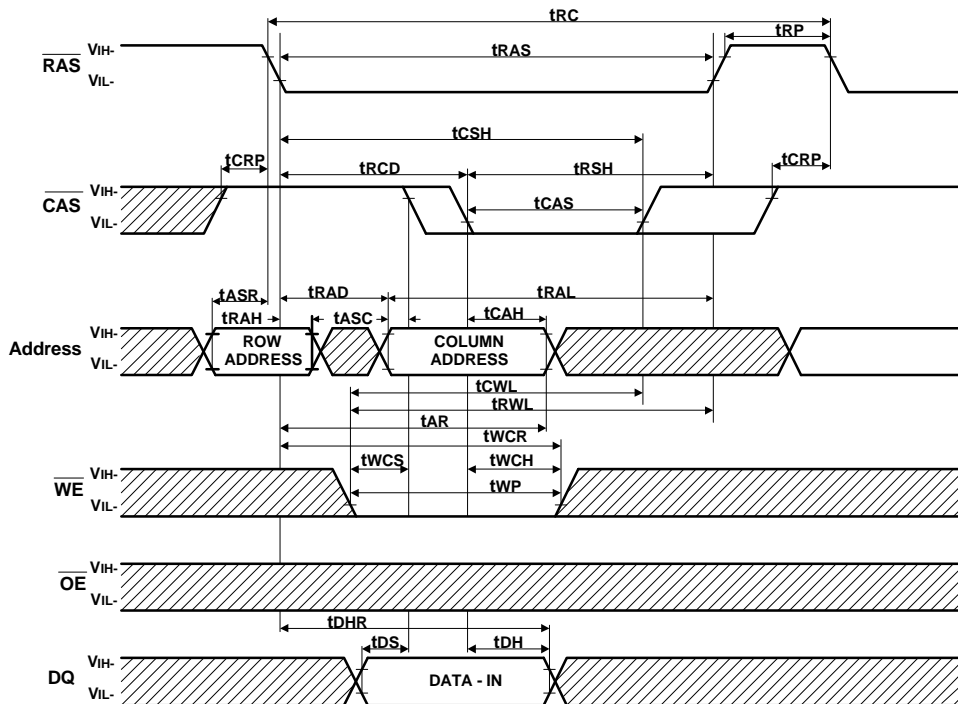 tRC
tRP
VIH-
RAS
tRAS
VIL-
tCSH
tCRP
tRCD
tRSH
tCRP
VIH-
CAS
tCAS
VIL-
tASR
tRAD
tRAL
tRAH
tASC
tCAH
VIH-
Address
ROW
ADDRESS
COLUMN
ADDRESS
VIL-
tCWL
tRWL
tAR
tWCR
VIH-
tWCS
tWCH
WE
tWP
VIL-
VIH-
OE
VIL-
tDHR
tDS
tDH
VIH-
DQ
DATA - IN
VIL-